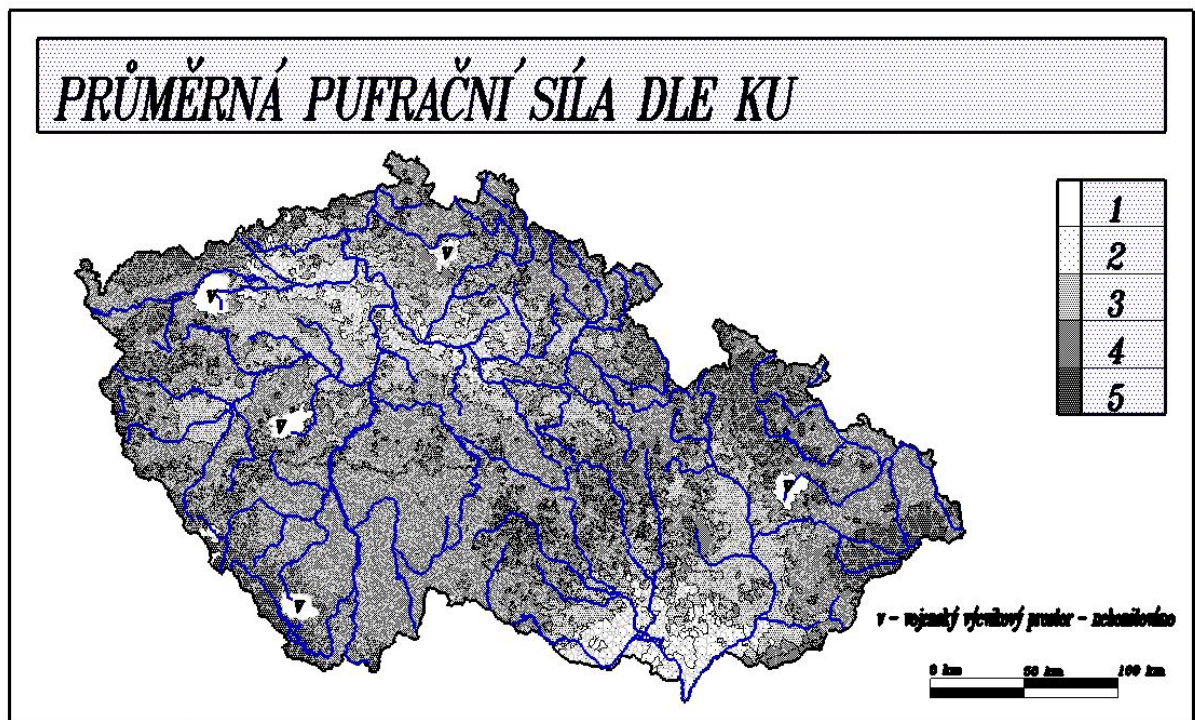 PRŮMĚRNÁ PUFRAČNÍ SÍLA DLE KU
1
2
3
4
5
v
v
v
v
v
v - vojenský výcvikový prostor -
0 km 50 km 100 km